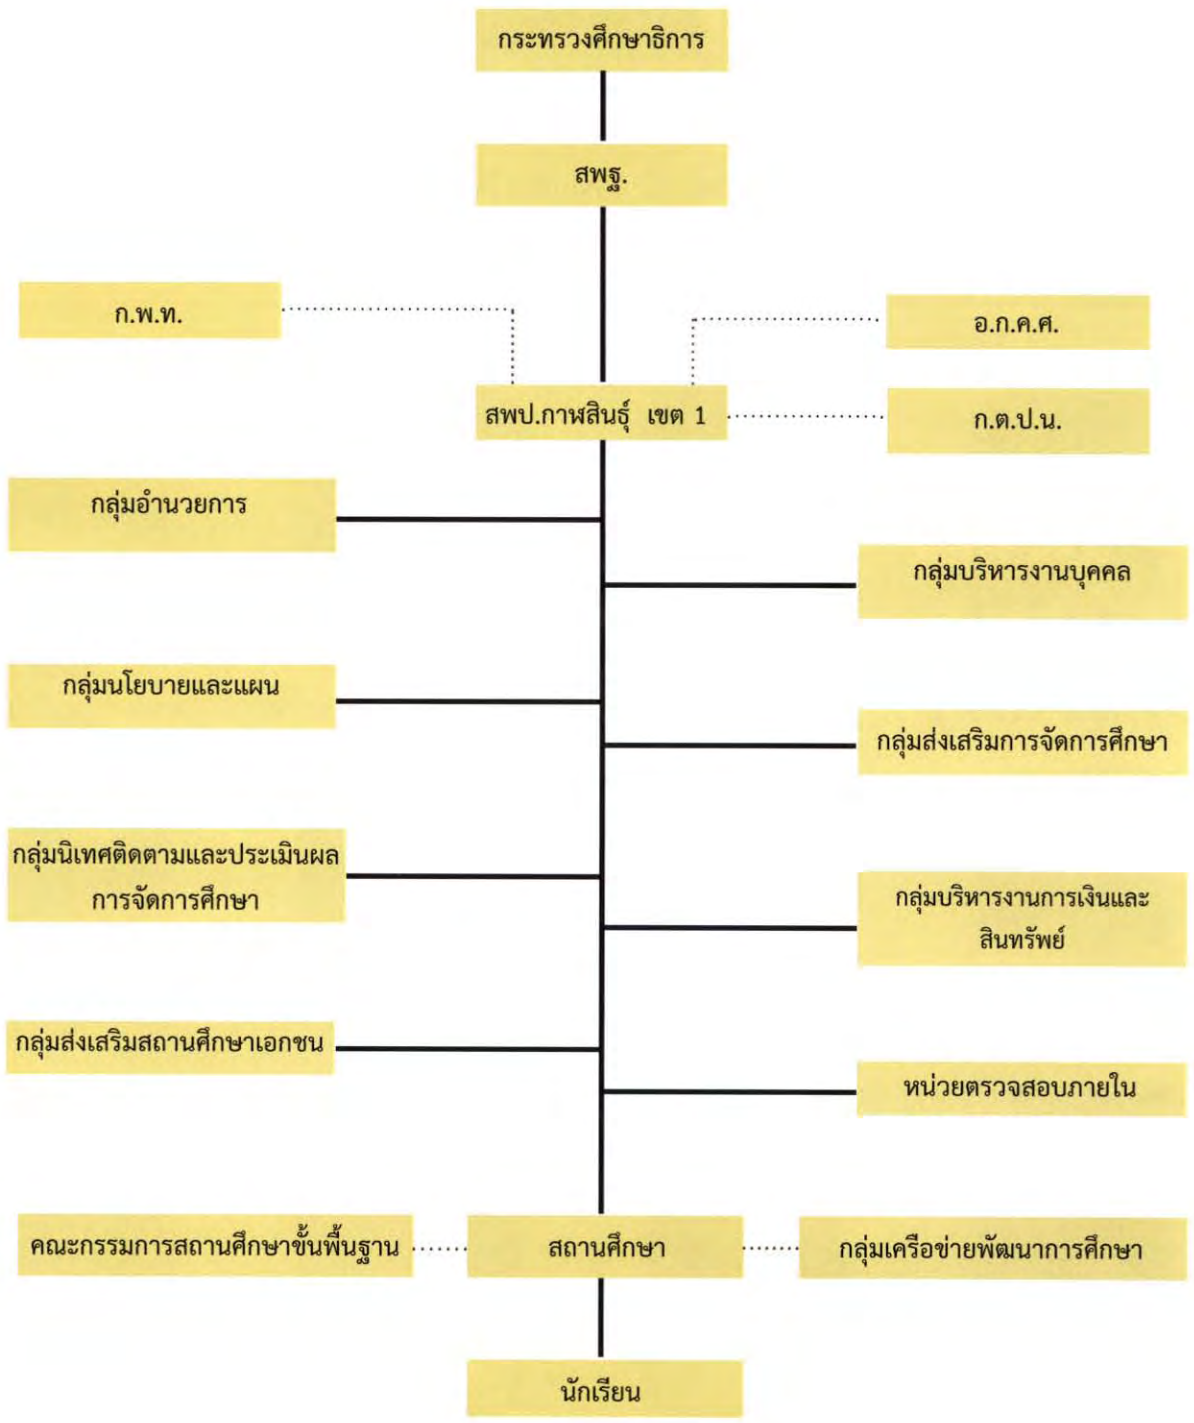 กระทรวงศึกษาธิการ
สพฐ.
ก.พ.ท.
อ.ก.ค.ศ.
สพป.กาฬสินธุ์ เขต 1
ก.ต.ป.น.
กลุ่มอำนวยการ
กลุ่มบริหารงานบุคคล
กลุ่มนโยบายและแผน
กลุ่มส่งเสริมการจัดการศึกษา
กลุ่มนิเทศติดตามและประเมินผล
การจัดการศึกษา
กลุ่มบริหารงานการเงินและ
สินทรัพย์
กลุ่มส่งเสริมสถานศึกษาเอกชน
หน่วยตรวจสอบภายใน
คณะกรรมการสถานศึกษาขั้นพื้นฐาน
สถานศึกษา
กลุ่มเครือข่ายพัฒนาการศึกษา
นักเรียน